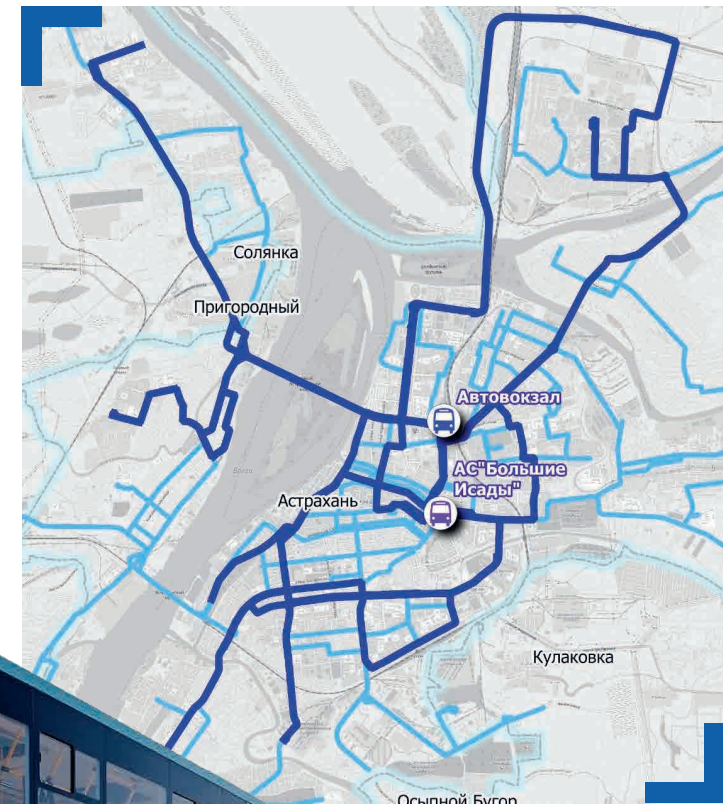 Солянка
Пригородный
Автовокзал
АС"Большие
Исады"
Астрахань
Кулаковка
Осыпной Бугор